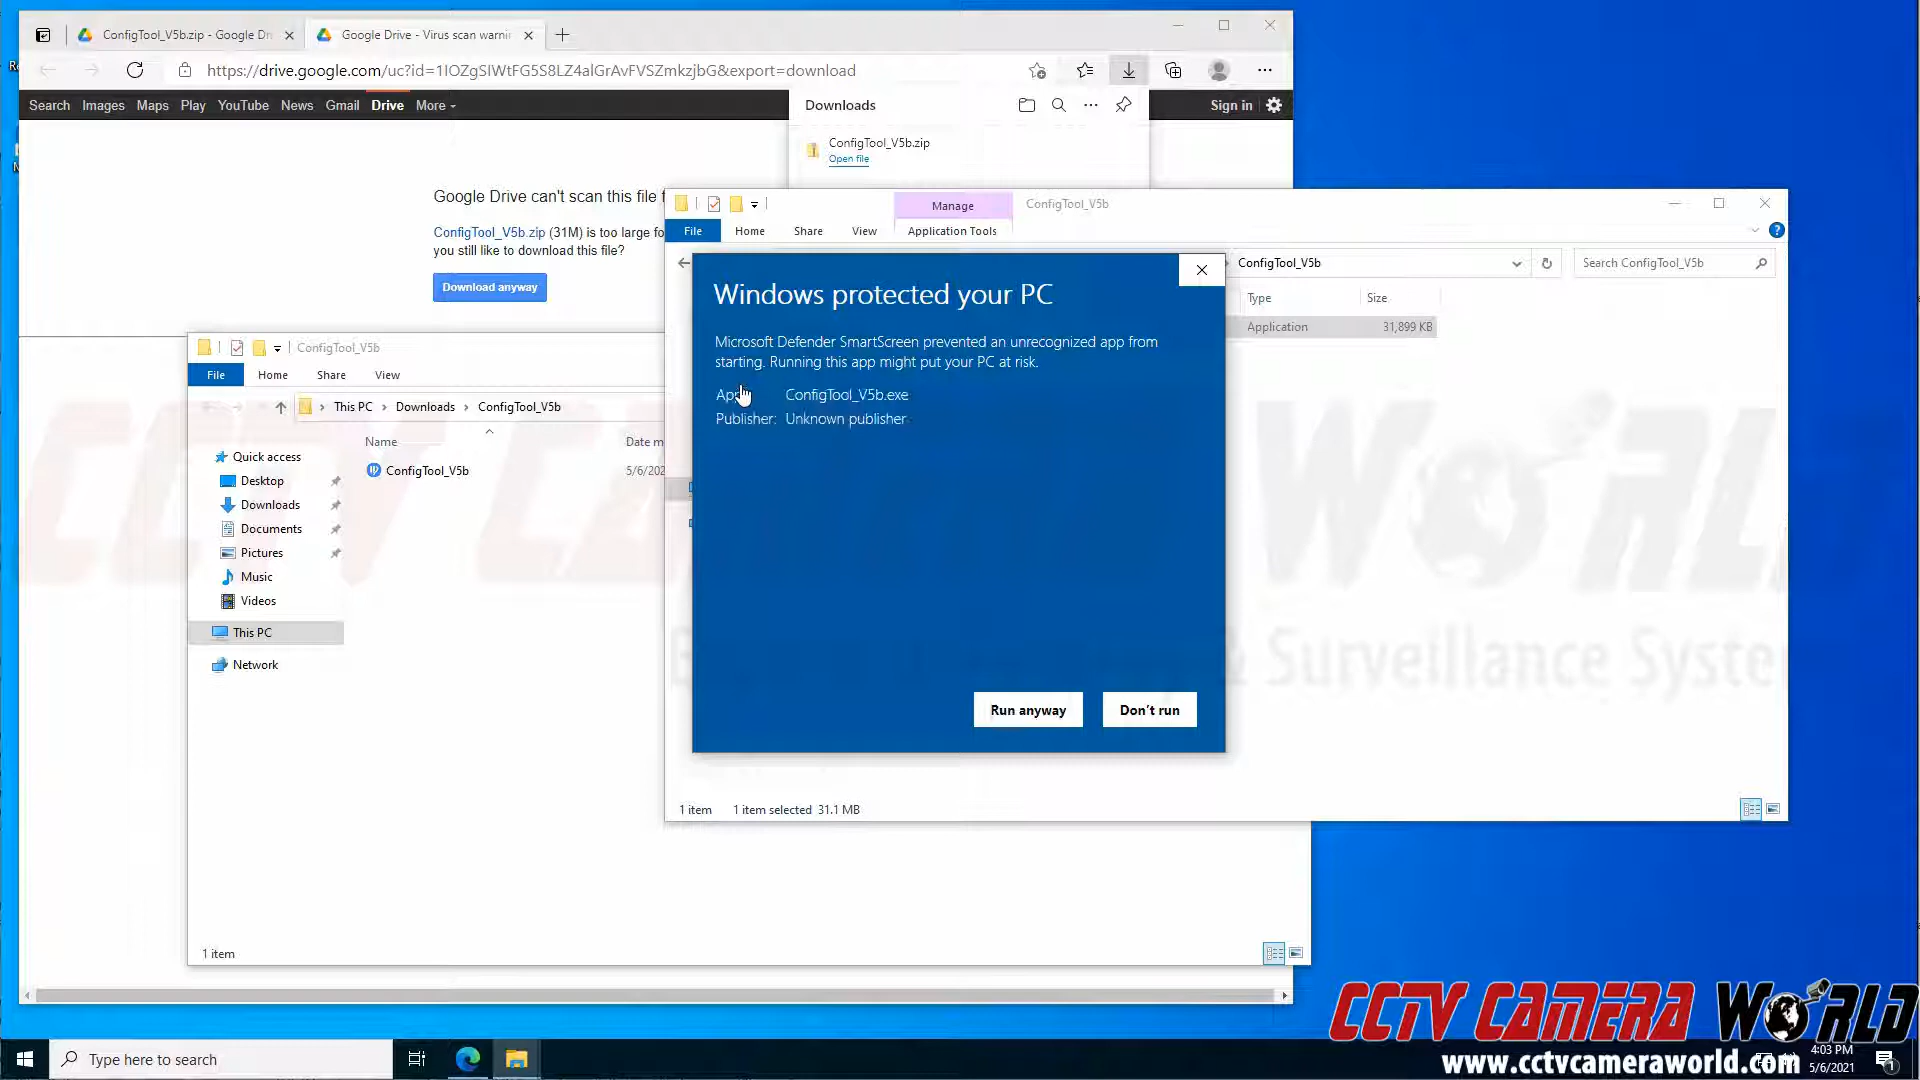 ConfigTool_V5b.zip - Google Dr
Google Drive - Virus scan warnin
https://drive.google.com/uc?id=1IOZgSIWtFG5S8LZ4alGrAvFVSZmkzjbG&export=download
Search Images Maps Play YouTube News Gmail Drive More
Sign in
Downloads
ConfigTool_V5b.zip
Open file
Google Drive can't scan this file f
ConfigTool_V5b.zip (31M) is too large fo
you still like to download this file?
Download anyway
Manage
ConfigTool_V5b
File Home Share View Application Tools
ConfigTool_V5b
Search ConfigTool_V5b
Type Size
Application 31,899 KB
Windows protected your PC
Microsoft Defender SmartScreen prevented an unrecognized app from
starting. Running this app might put your PC at risk.
App: ConfigTool_V5b.exe
Publisher: Unknown publisher
Run anyway
Don't run
1 item 1 item selected 31.1 MB
ConfigTool_V5b
File Home Share View
This PC Downloads ConfigTool_V5b
Name Date m
ConfigTool_V5b 5/6/202
Quick access
Desktop
Downloads
Documents
Pictures
Music
Videos
This PC
Network
1 item
& Surveillance Syste
CCTV CAMERA WORLD
www.cctvcameraworld.com
Type here to search
4:03 PM
5/6/2021
1